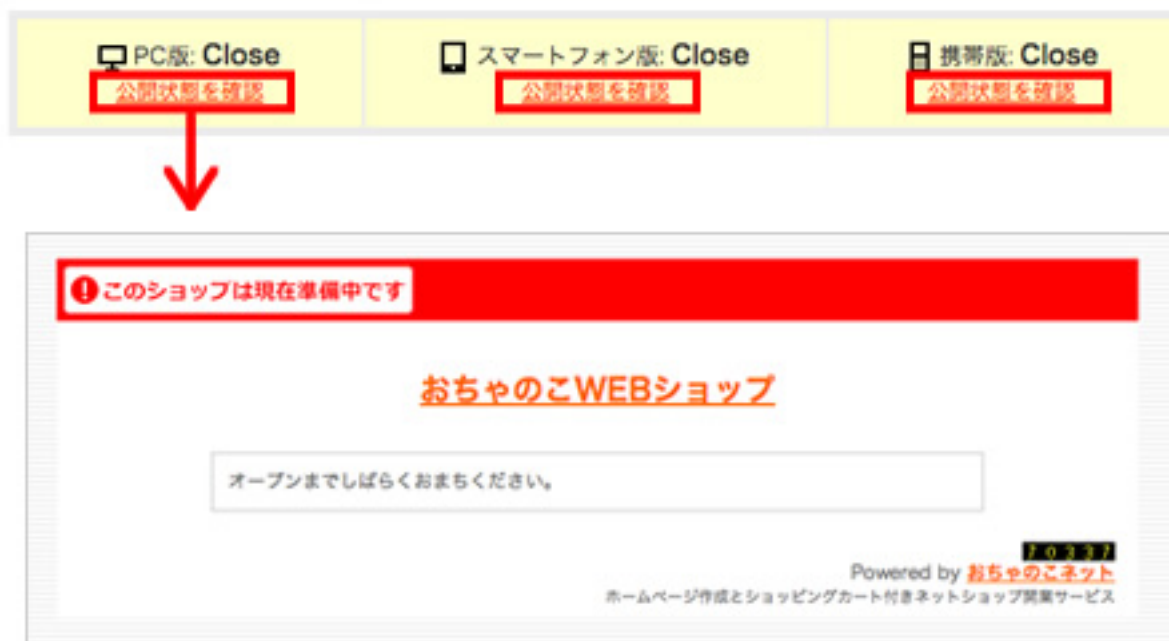 PC版: Close
公開状態を確認
スマートフォン版: Close
公開状態を確認
携帯版: Close
公開状態を確認
このショップは現在準備中です
おちゃのこWEBショップ
オープンまでしばらくおまちください。
70337
Powered by おちゃのこネット
ホームページ作成とショッピングカート付きネットショップ開業サービス